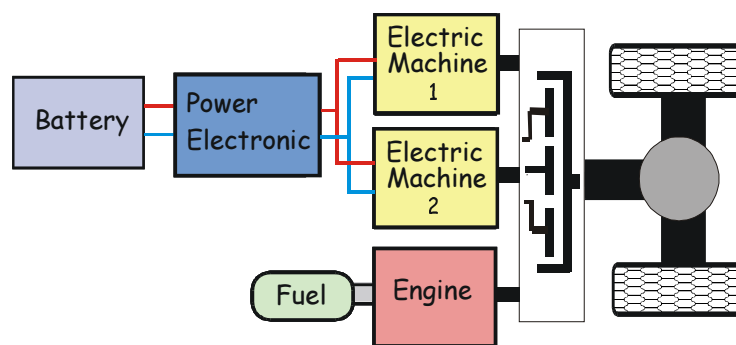 Battery
Power
Electronic
Electric
Machine
1
Electric
Machine
2
Fuel
Engine